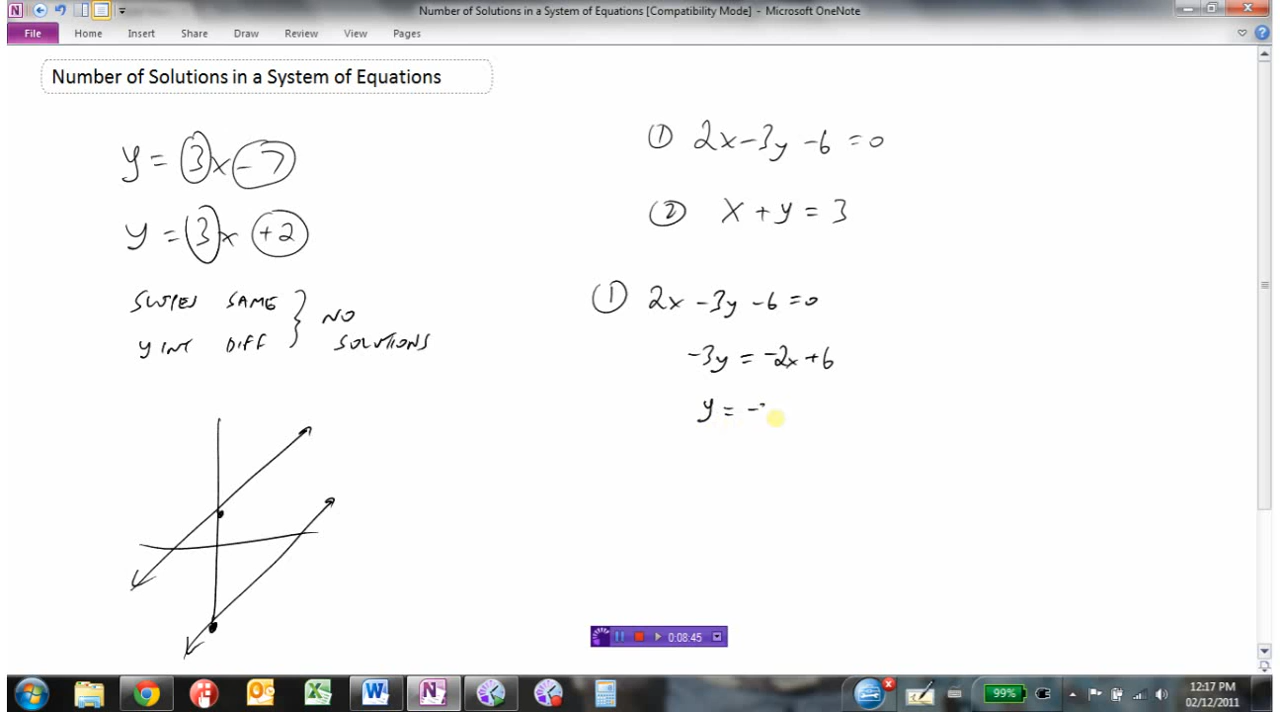 Number of Solutions in a System of Equations [Compatibility Mode] - Microsoft OneNote
File Home Insert Share Draw Review View Pages
Number of Solutions in a System of Equations
y = 3x - 7
y = 3x + 2
SLOPES SAME
Y INT DIFF
NO
SOLUTIONS
① 2x - 3y - 6 = 0
② x + y = 3
① 2x - 3y - 6 = 0
-3y = -2x + 6
y = -
0:08:45
99%
12:17 PM
02/12/2011